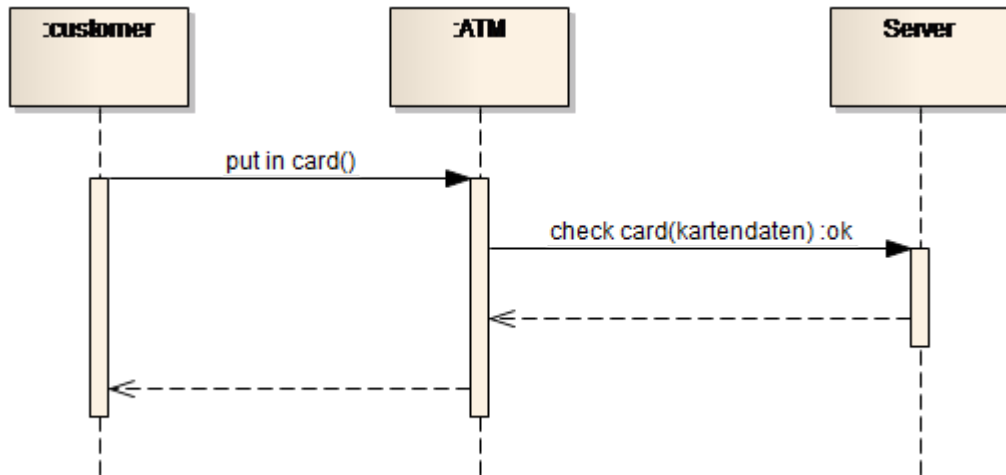 :customer
:ATM
Server
put in card()
check card(kartendaten) :ok